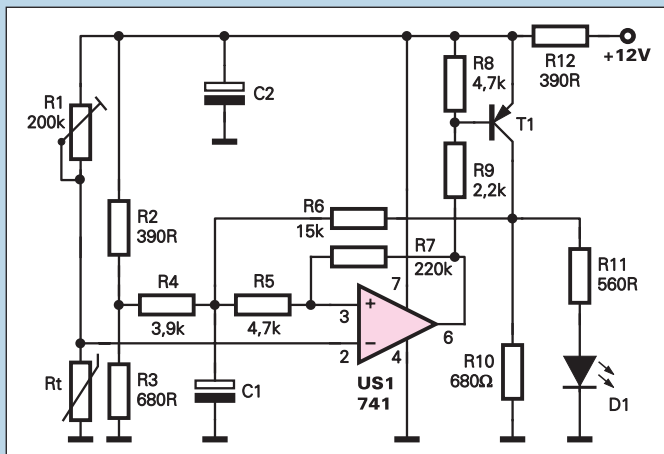 R1
200k
C2
R8
4,7k
R12
390R
+12V
T1
R2
390R
R9
2,2k
R6
15k
R7
220k
R4
3,9k
R5
4,7k
R11
560R
3
+
7
2
−
6
4
US1
741
Rt
R3
680R
C1
R10
680Ω
D1